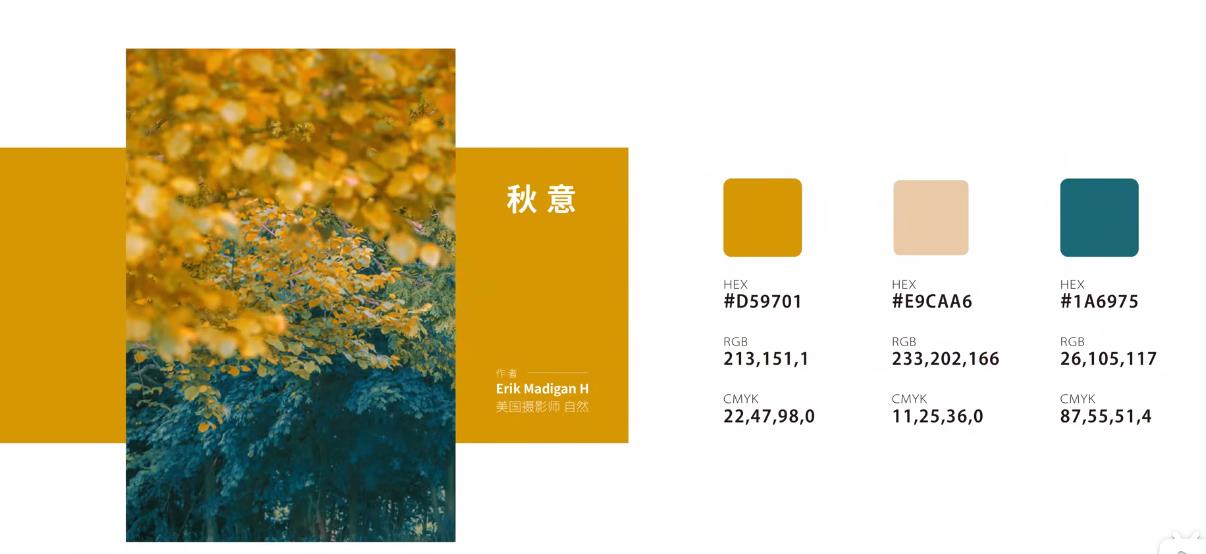 秋意
作者
Erik Madigan H
美国摄影师 自然
HEX
#D59701
RGB
213,151,1
CMYK
22,47,98,0
HEX
#E9CAA6
RGB
233,202,166
CMYK
11,25,36,0
HEX
#1A6975
RGB
26,105,117
CMYK
87,55,51,4